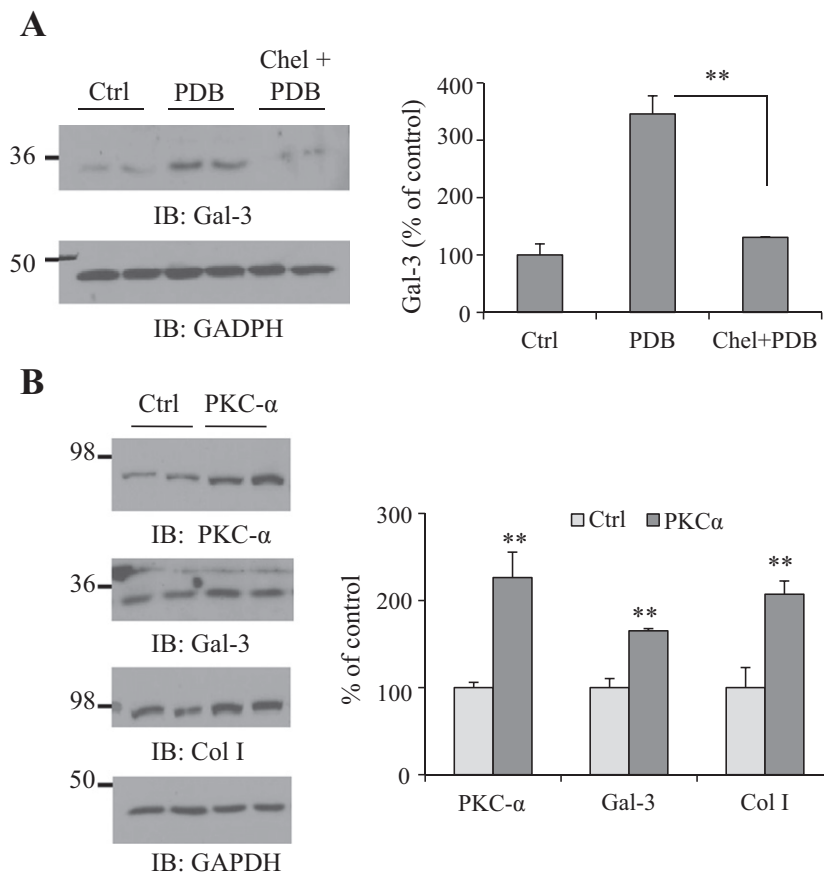 A
Ctrl PDB Chel + PDB
36
IB: Gal-3
50
IB: GADPH
Gal-3 (% of control)
400
300
200
100
0
**
Ctrl PDB Chel+PDB
B
Ctrl PKC-α
98
IB: PKC-α
36
IB: Gal-3
98
IB: Col I
50
IB: GAPDH
% of control
300
200
100
0
Ctrl PKCα
**
**
**
PKC-α Gal-3 Col I